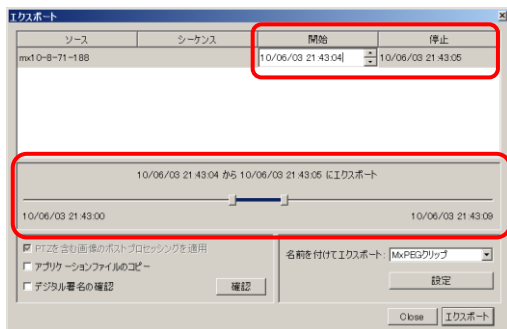 エクスポート
ソース シーケンス 開始 停止
mx10-8-71-188 10/06/03 21:43:04 10/06/03 21:43:05
10/06/03 21:43:04 から 10/06/03 21:43:05 にエクスポート
10/06/03 21:43:00 10/06/03 21:43:09
PTZを含む画像のポストプロセッシングを適用
アプリケーションファイルのコピー
デジタル署名の確認 確認
名前を付けてエクスポート: MxPEGクリップ
設定
Close エクスポート